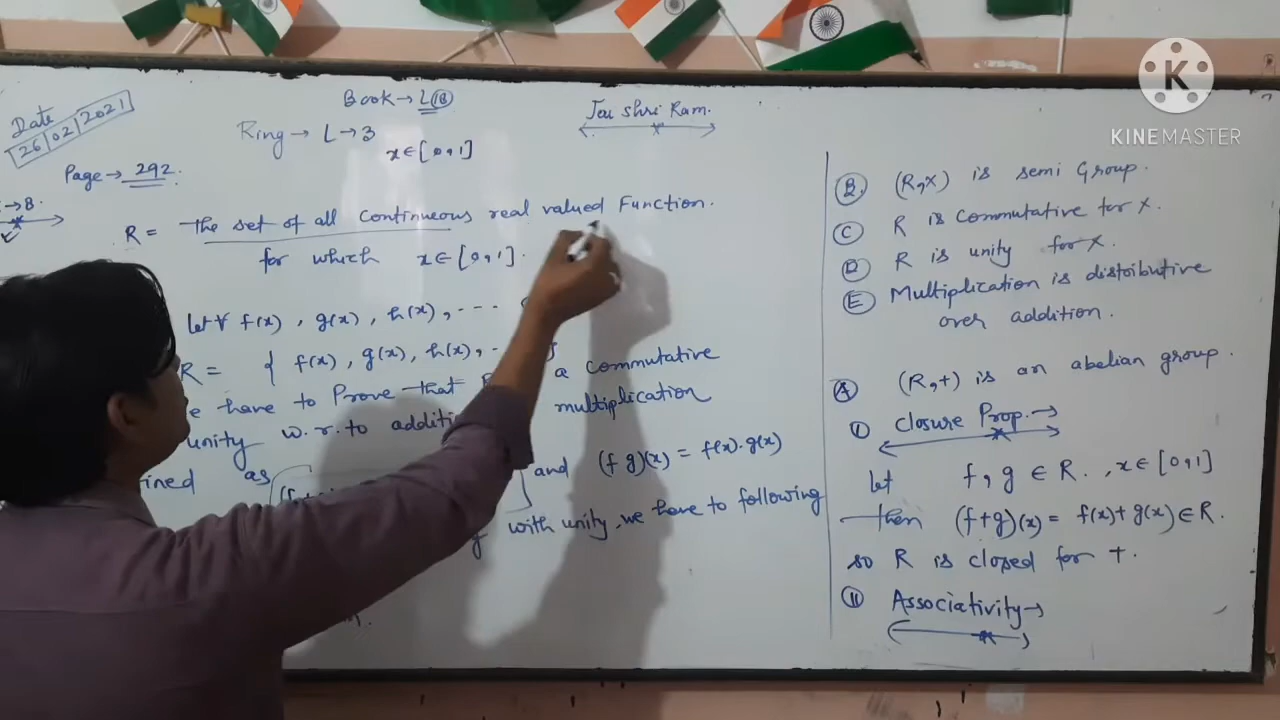 Date
26/02/2021
Book→L(18)
Ring→ L→3
x∈[0,1]
Jai Shri Ram.
Page→292.
→8.
R = The set of all Continueous real valued Function.
for which x∈[0,1].
let ∀ f(x), g(x), h(x), ---
R = { f(x), g(x), h(x), -
e have to Prove that a commutative
unity w.r.to additi multiplication
ined as and (f g)(x) = f(x).g(x)
with unity, we have to following
(B) (R,×) is semi Group.
(C) R is Commutative for ×.
(D) R is unity for ×.
(E) Multiplication is distributive
over addition.
(A) (R,+) is an abelian group.
(I) closure Prop.→
let f, g ∈ R. , x∈[0,1]
then (f+g)(x) = f(x)+g(x)∈R.
so R is closed for +.
(II) Associativity→
K
KINEMASTER